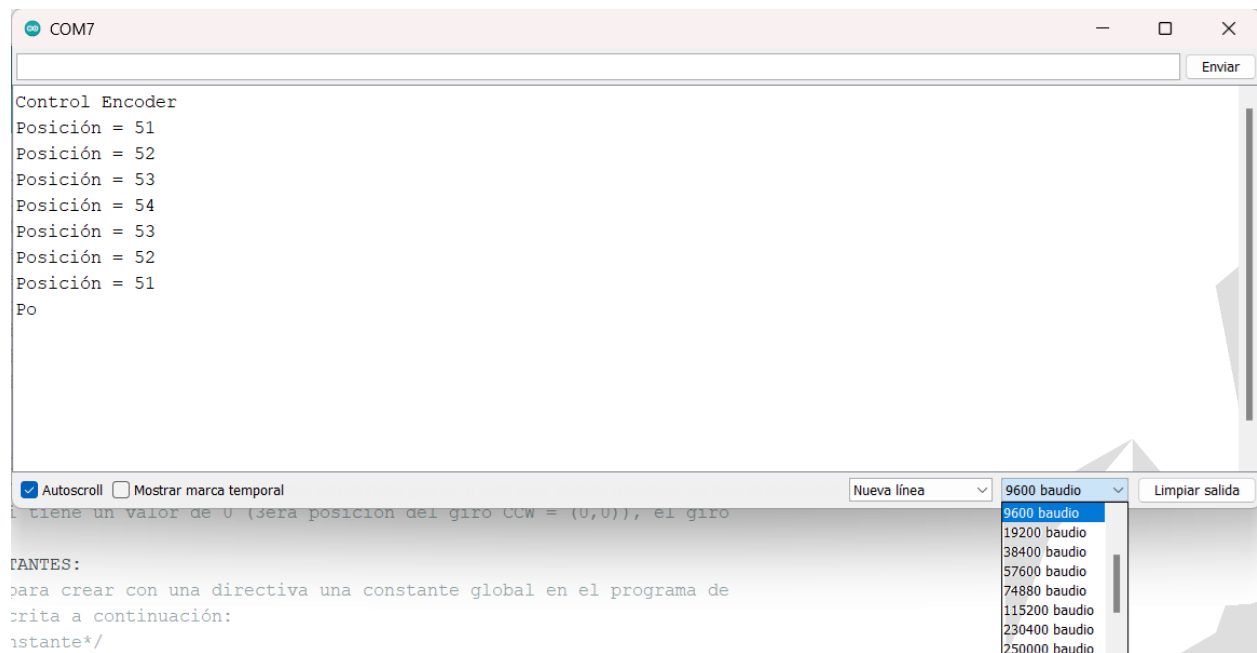 COM7
Enviar
Control Encoder
Posición = 51
Posición = 52
Posición = 53
Posición = 54
Posición = 53
Posición = 52
Posición = 51
Po
Autoscroll Mostrar marca temporal Nueva línea 9600 baudio Limpiar salida
tiene un valor de 0 (3era posición del giro CCW = (0,0)), el giro
9600 baudio
19200 baudio
38400 baudio
TANTES:
57600 baudio
para crear con una directiva una constante global en el programa de
74880 baudio
115200 baudio
crita a continuación:
230400 baudio
nstante*/
250000 baudio